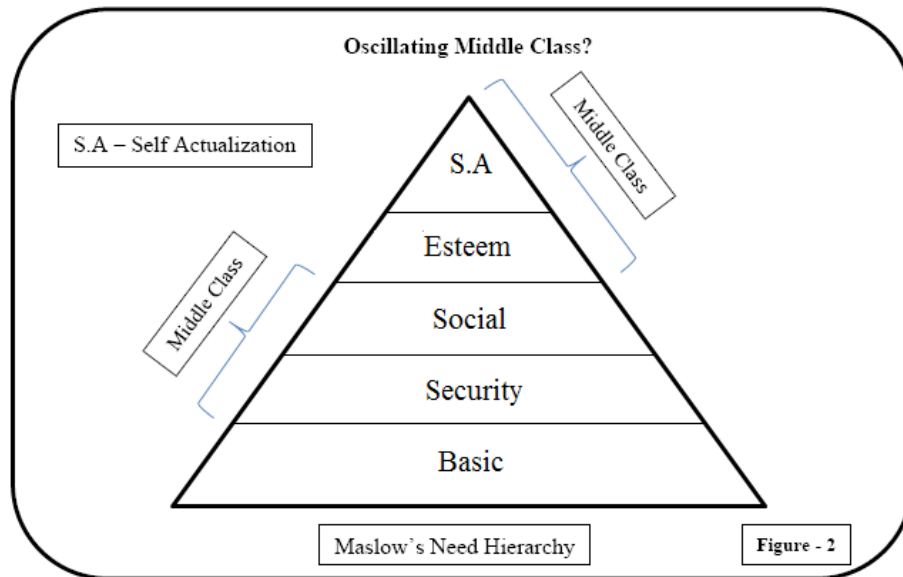 Oscillating Middle Class?
S.A – Self Actualization
Middle Class
S.A
Esteem
Middle Class
Social
Security
Basic
Maslow's Need Hierarchy
Figure - 2